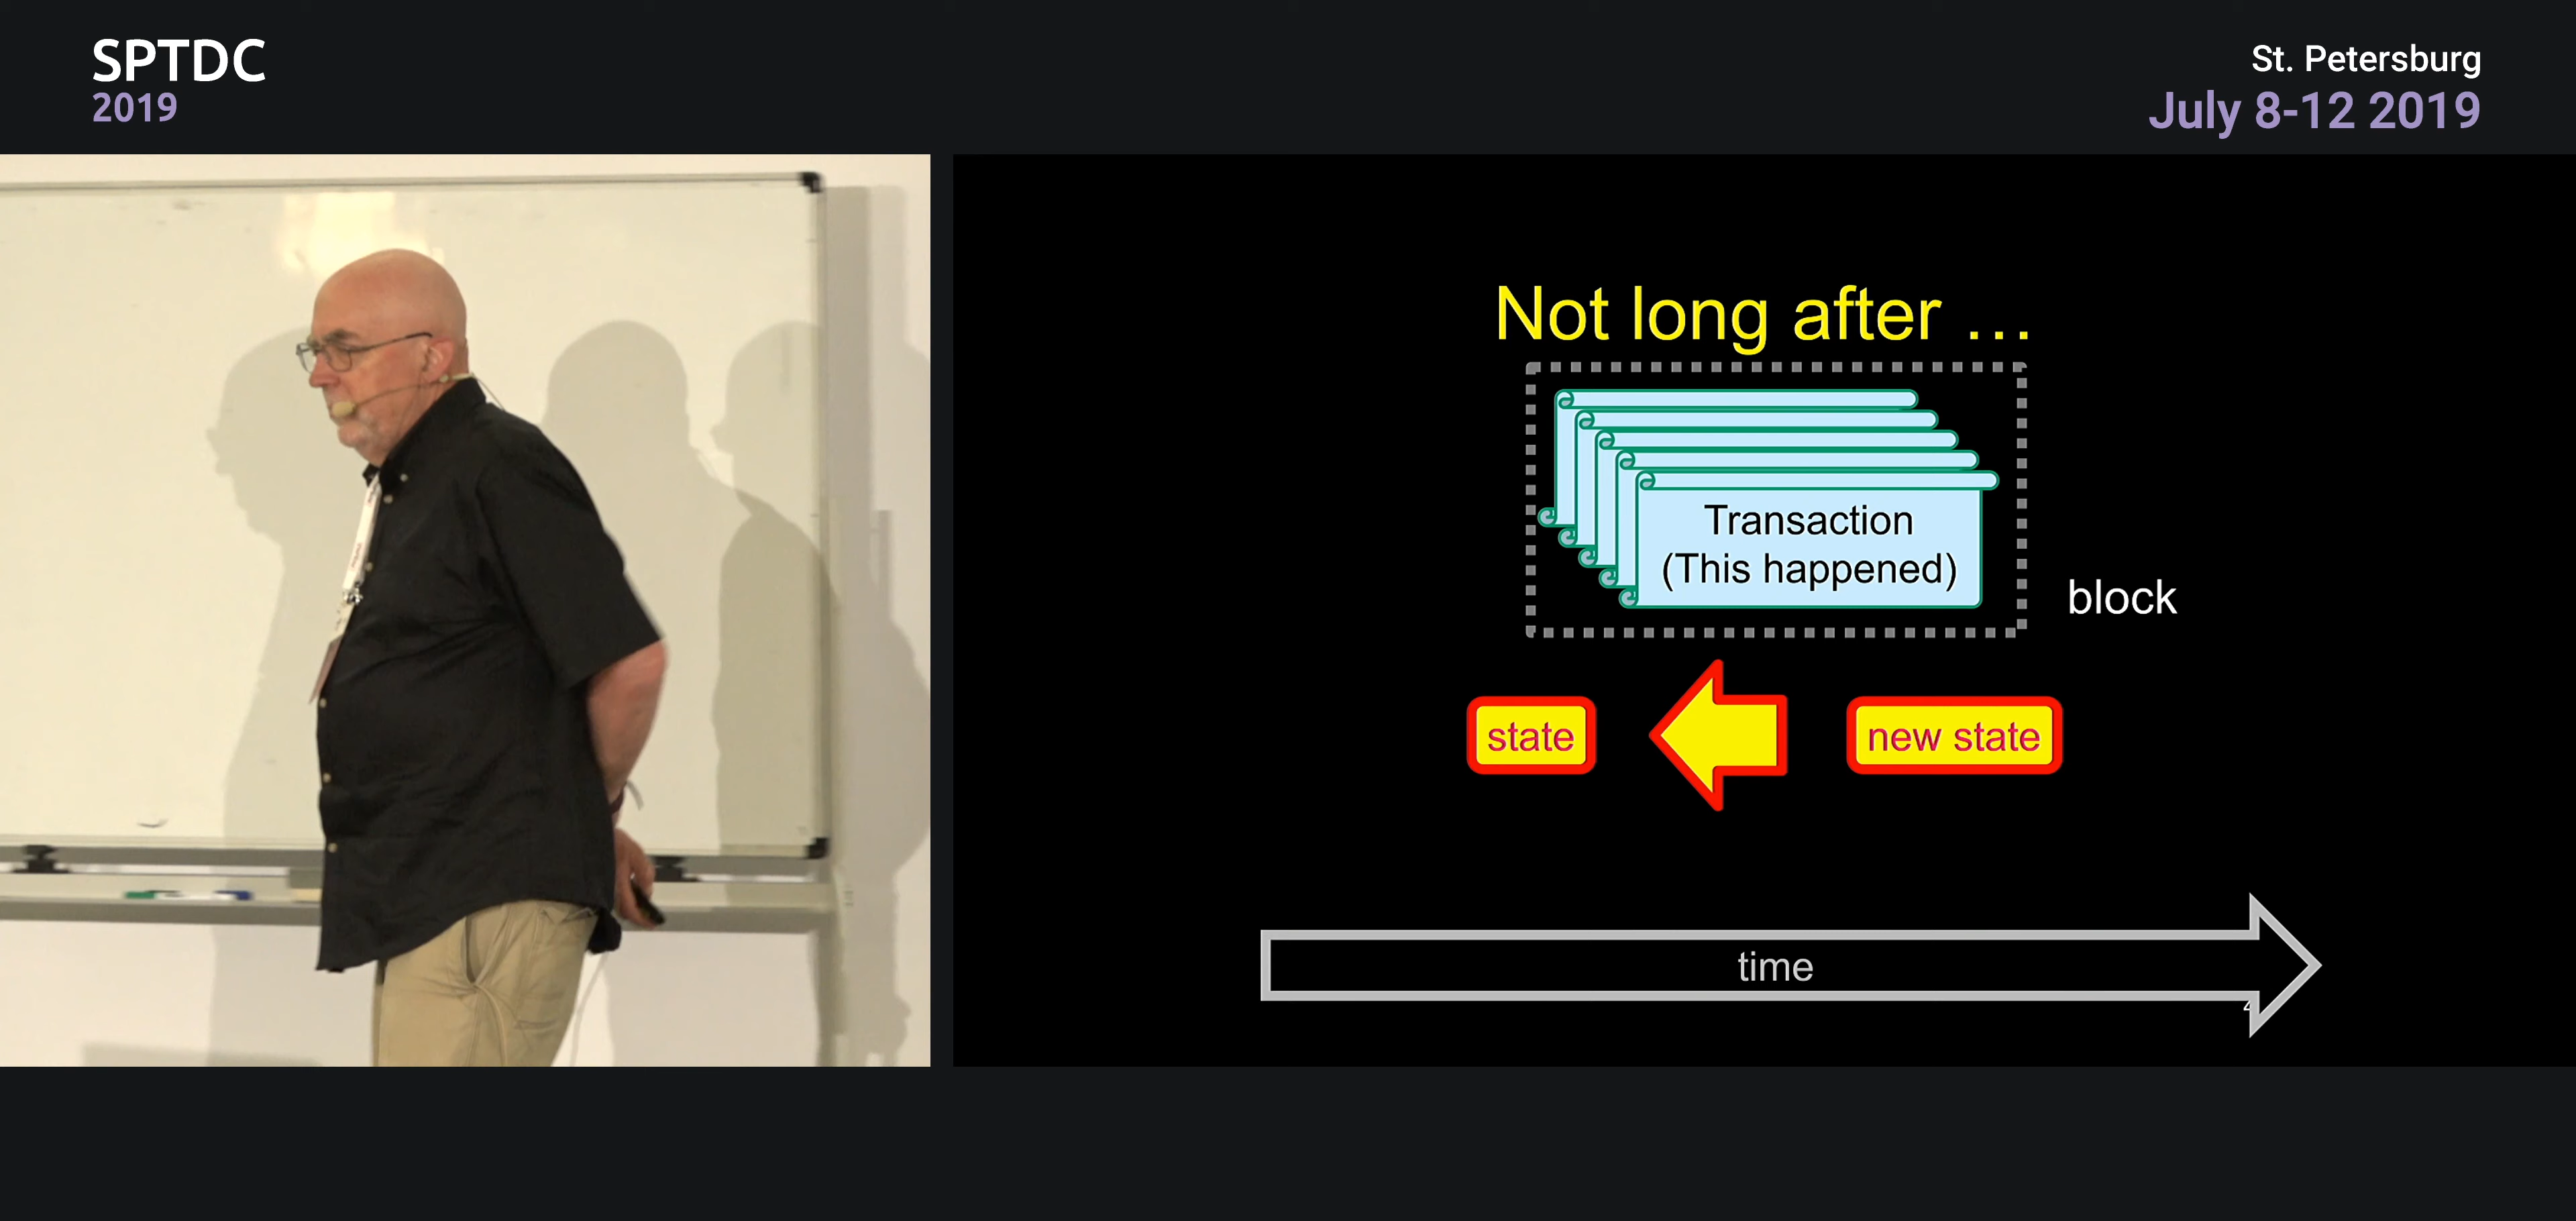 SPTDC
2019
St. Petersburg
July 8-12 2019
Not long after …
Transaction
(This happened)
block
state
new state
time